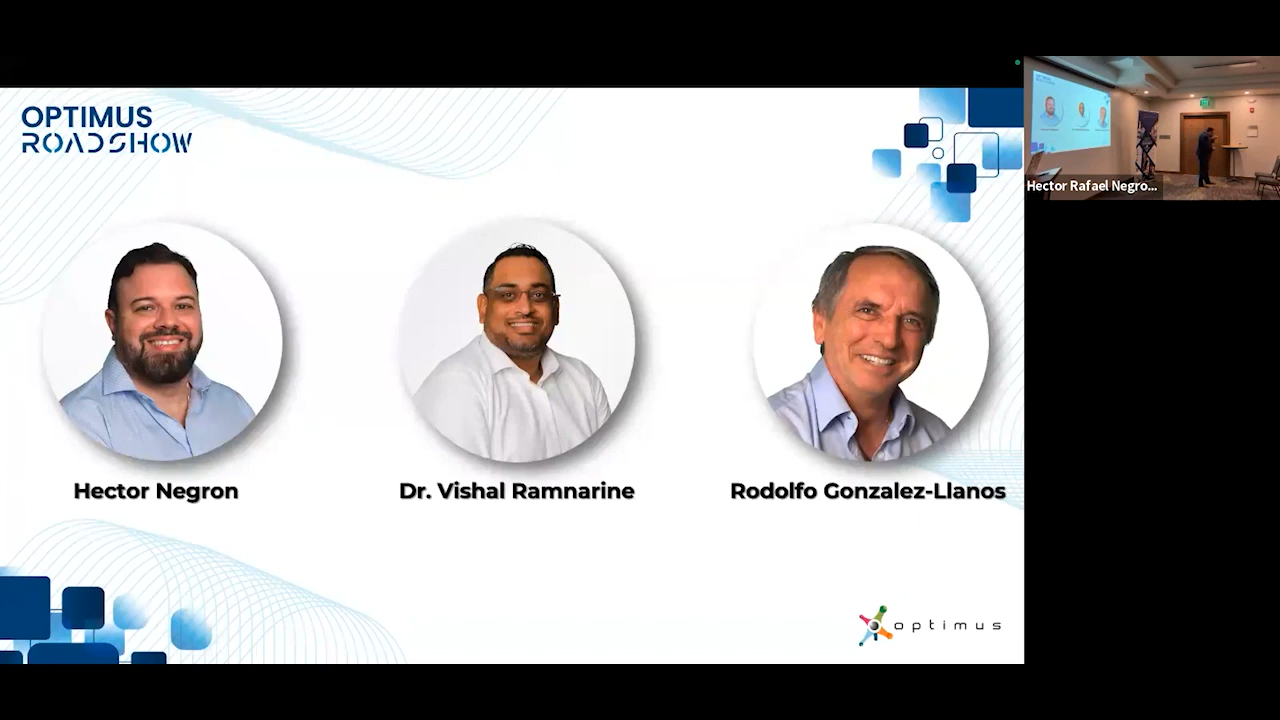 OPTIMUS
ROADSHOW
Hector Rafael Negro...
Hector Negron
Dr. Vishal Ramnarine
Rodolfo Gonzalez-Llanos
optimus